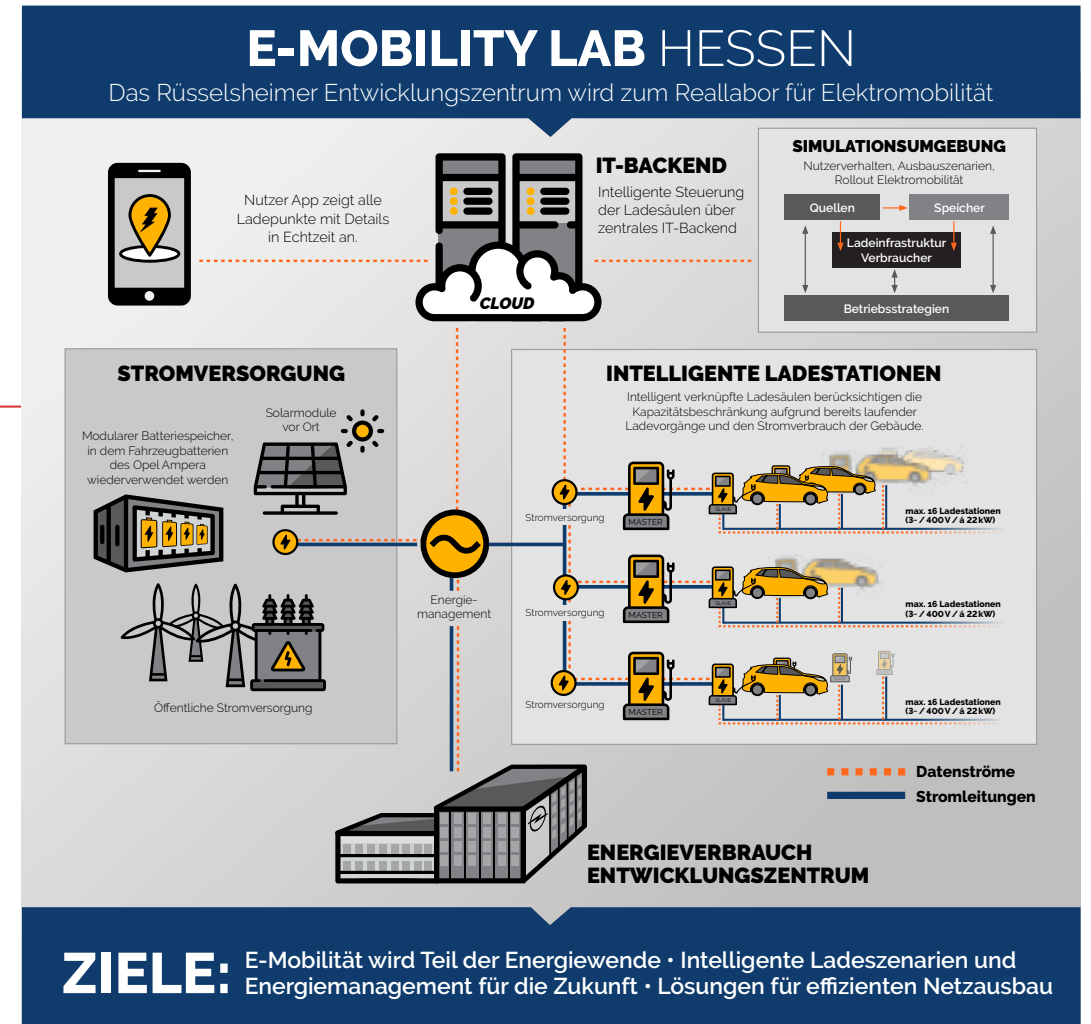 E-MOBILITY LAB HESSEN
Das Rüsselsheimer Entwicklungszentrum wird zum Reallabor für Elektromobilität
Nutzer App zeigt alle
Ladepunkte mit Details
in Echtzeit an.
IT-BACKEND
Intelligente Steuerung
der Ladesäulen über
zentrales IT-Backend
CLOUD
SIMULATIONSUMGEBUNG
Nutzerverhalten, Ausbauszenarien,
Rollout Elektromobilität
Quellen
Speicher
Ladeinfrastruktur
Verbraucher
Betriebsstrategien
STROMVERSORGUNG
Solarmodule
vor Ort
Modularer Batteriespeicher,
in dem Fahrzeugbatterien
des Opel Ampera
wiederverwendet werden
Öffentliche Stromversorgung
Energie-
management
INTELLIGENTE LADESTATIONEN
Intelligent verknüpfte Ladesäulen berücksichtigen die
Kapazitätsbeschränkung aufgrund bereits laufender
Ladevorgänge und den Stromverbrauch der Gebäude.
Stromversorgung
MASTER
SLAVE
max. 16 Ladestationen
(3~ / 400 V / á 22 kW)
Stromversorgung
MASTER
SLAVE
max. 16 Ladestationen
(3~ / 400 V / á 22 kW)
Stromversorgung
MASTER
SLAVE
max. 16 Ladestationen
(3~ / 400 V / á 22 kW)
Datenströme
Stromleitungen
ENERGIEVERBRAUCH
ENTWICKLUNGSZENTRUM
ZIELE:
E-Mobilität wird Teil der Energiewende • Intelligente Ladeszenarien und
Energiemanagement für die Zukunft • Lösungen für effizienten Netzausbau